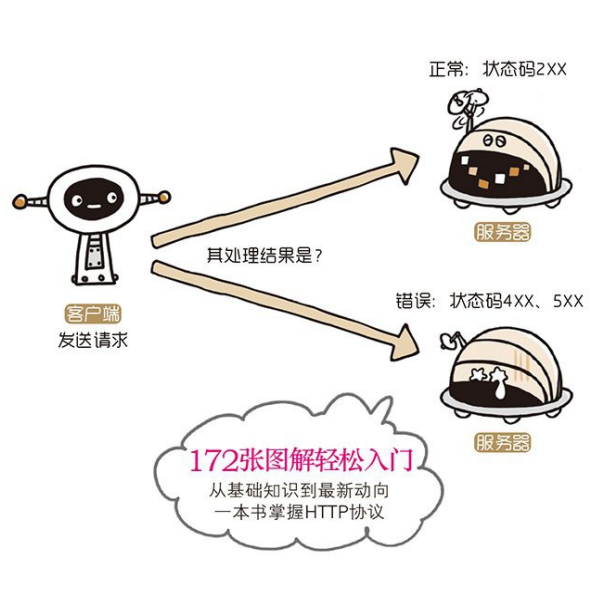 正常：状态码2XX
服务器
其处理结果是？
客户端
发送请求
错误：状态码4XX、5XX
服务器
172张图解轻松入门
从基础知识到最新动向
一本书掌握HTTP协议